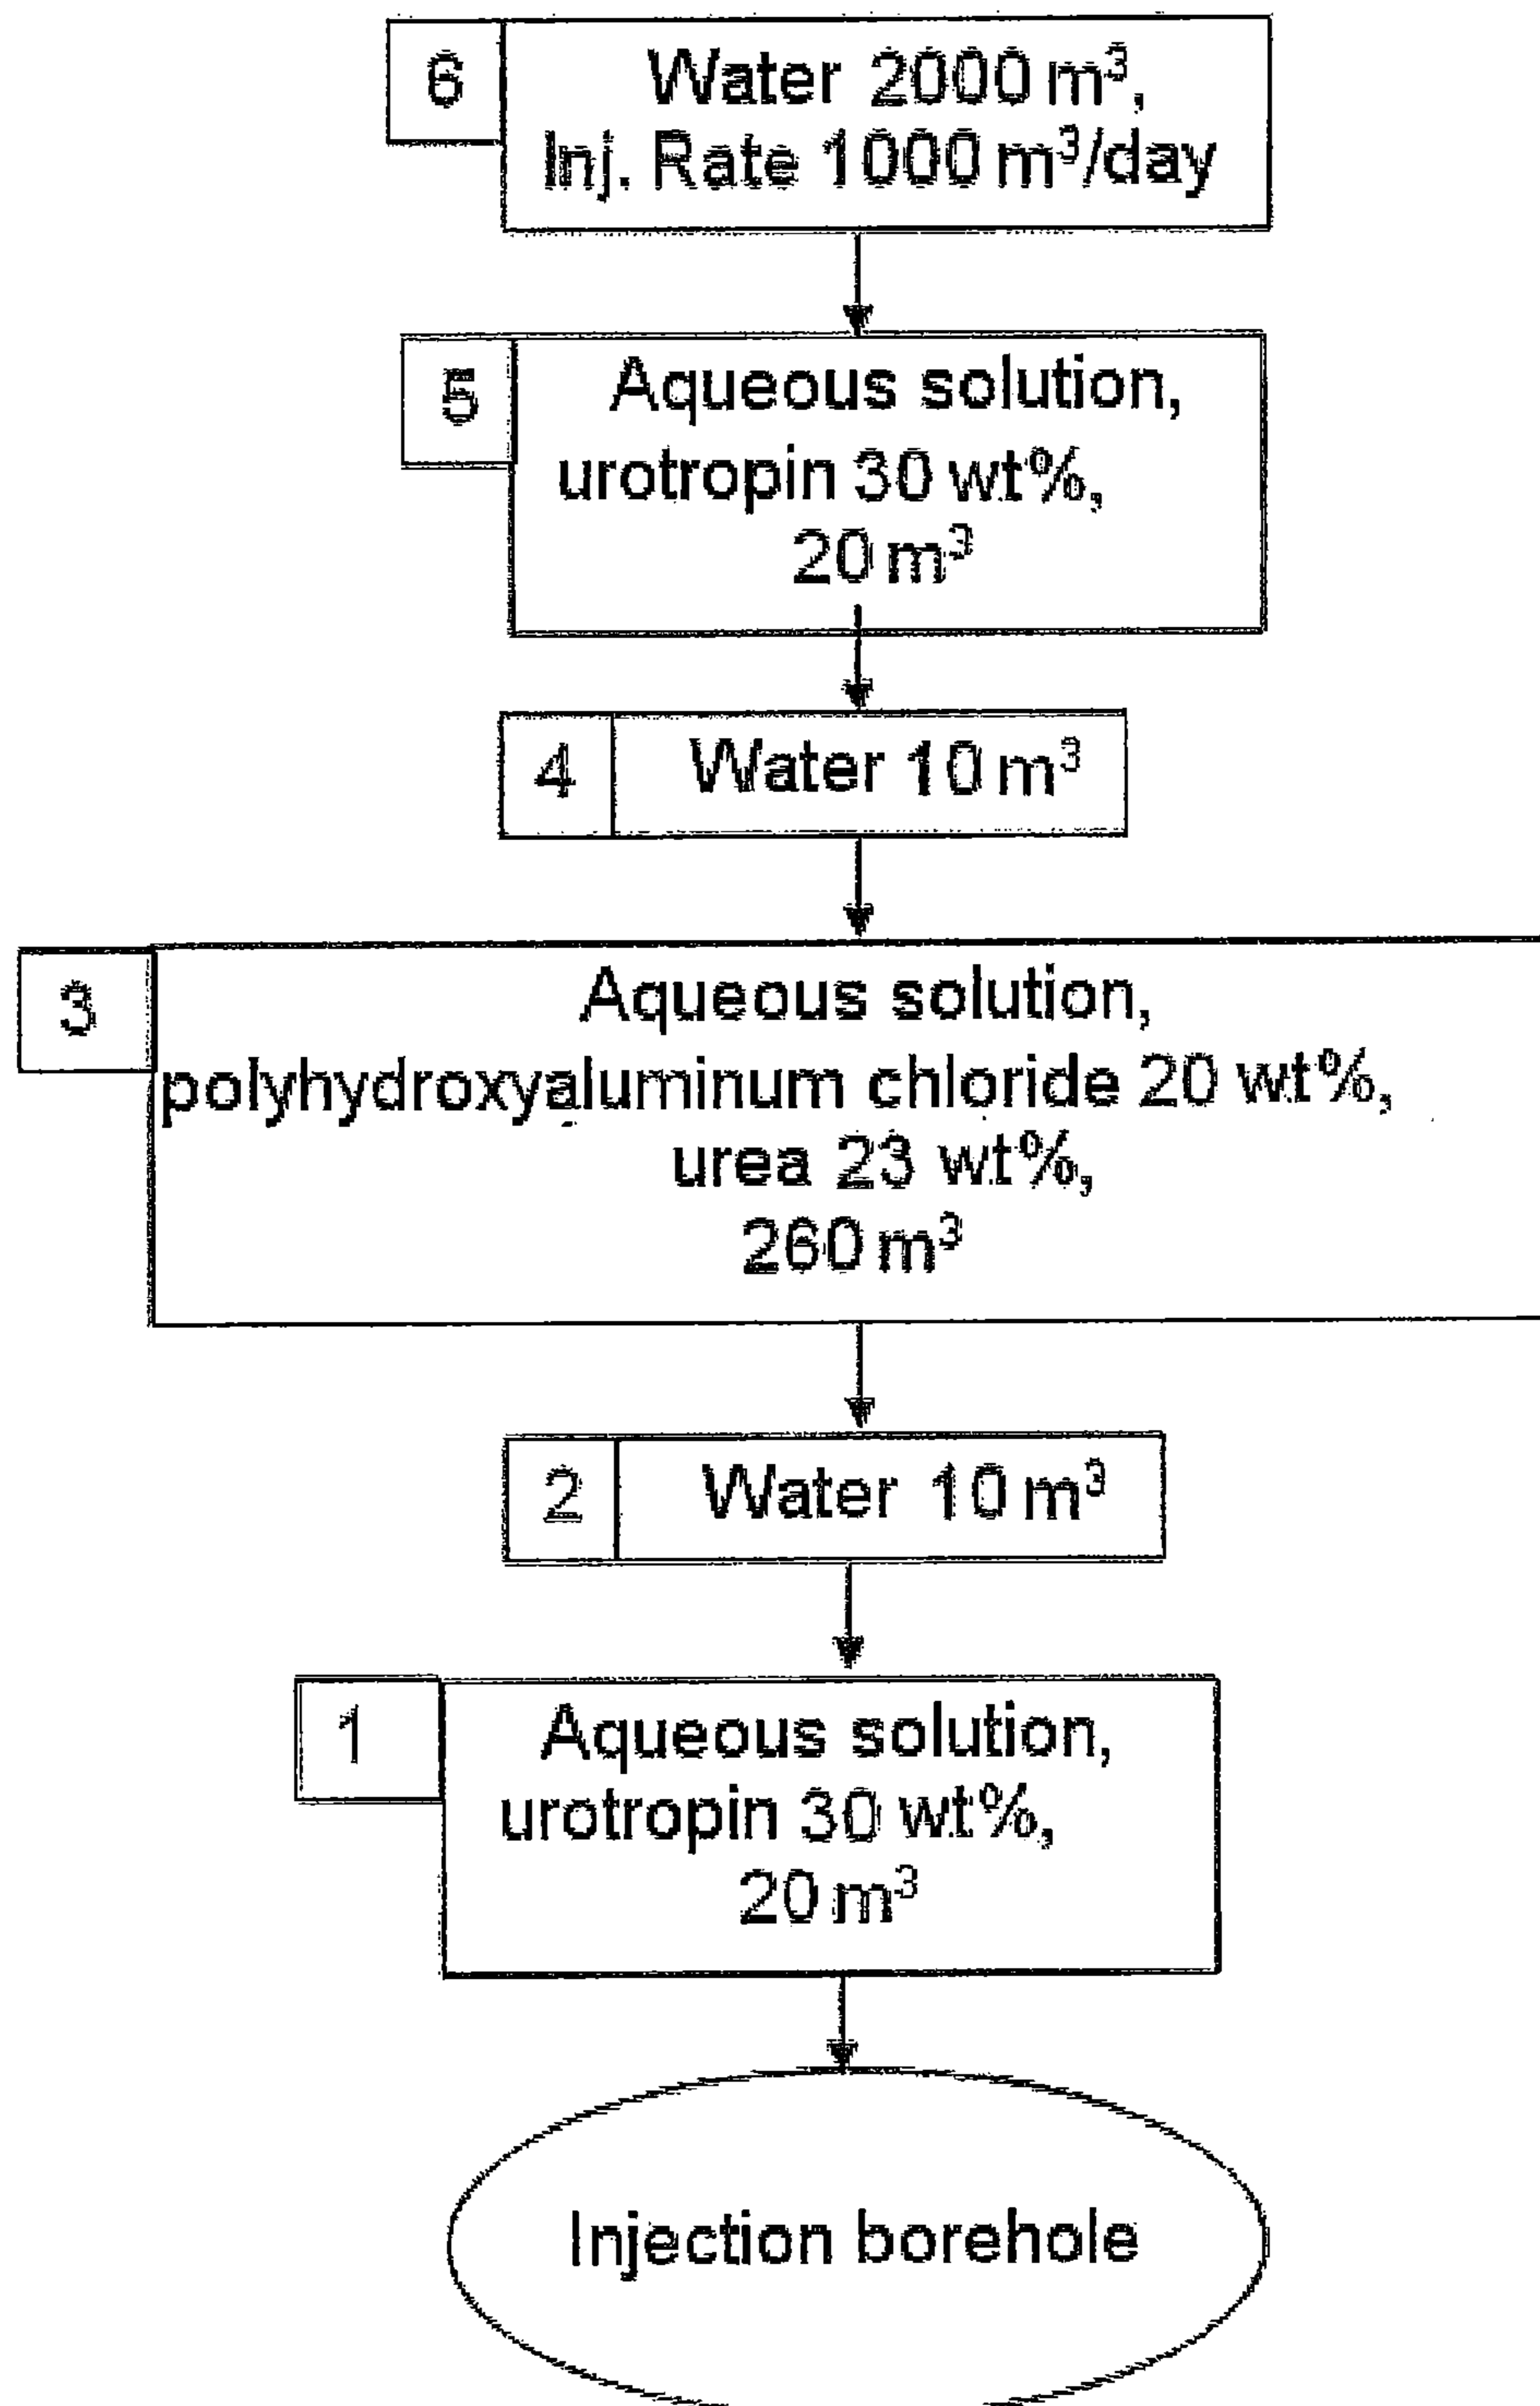 6
Water 2000 m³,
Inj. Rate 1000 m³/day
5
Aqueous solution,
urotropin 30 wt%,
20 m³
4
Water 10 m³
3
Aqueous solution,
polyhydroxyaluminum chloride 20 wt%,
urea 23 wt%,
260 m³
2
Water 10 m³
1
Aqueous solution,
urotropin 30 wt%,
20 m³
Injection borehole